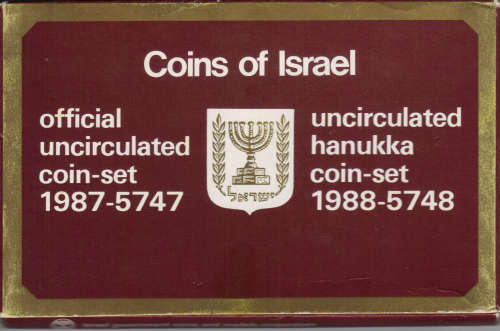 Coins of Israel
official
uncirculated
coin-set
1987-5747
ישראל
uncirculated
hanukka
coin-set
1988-5748